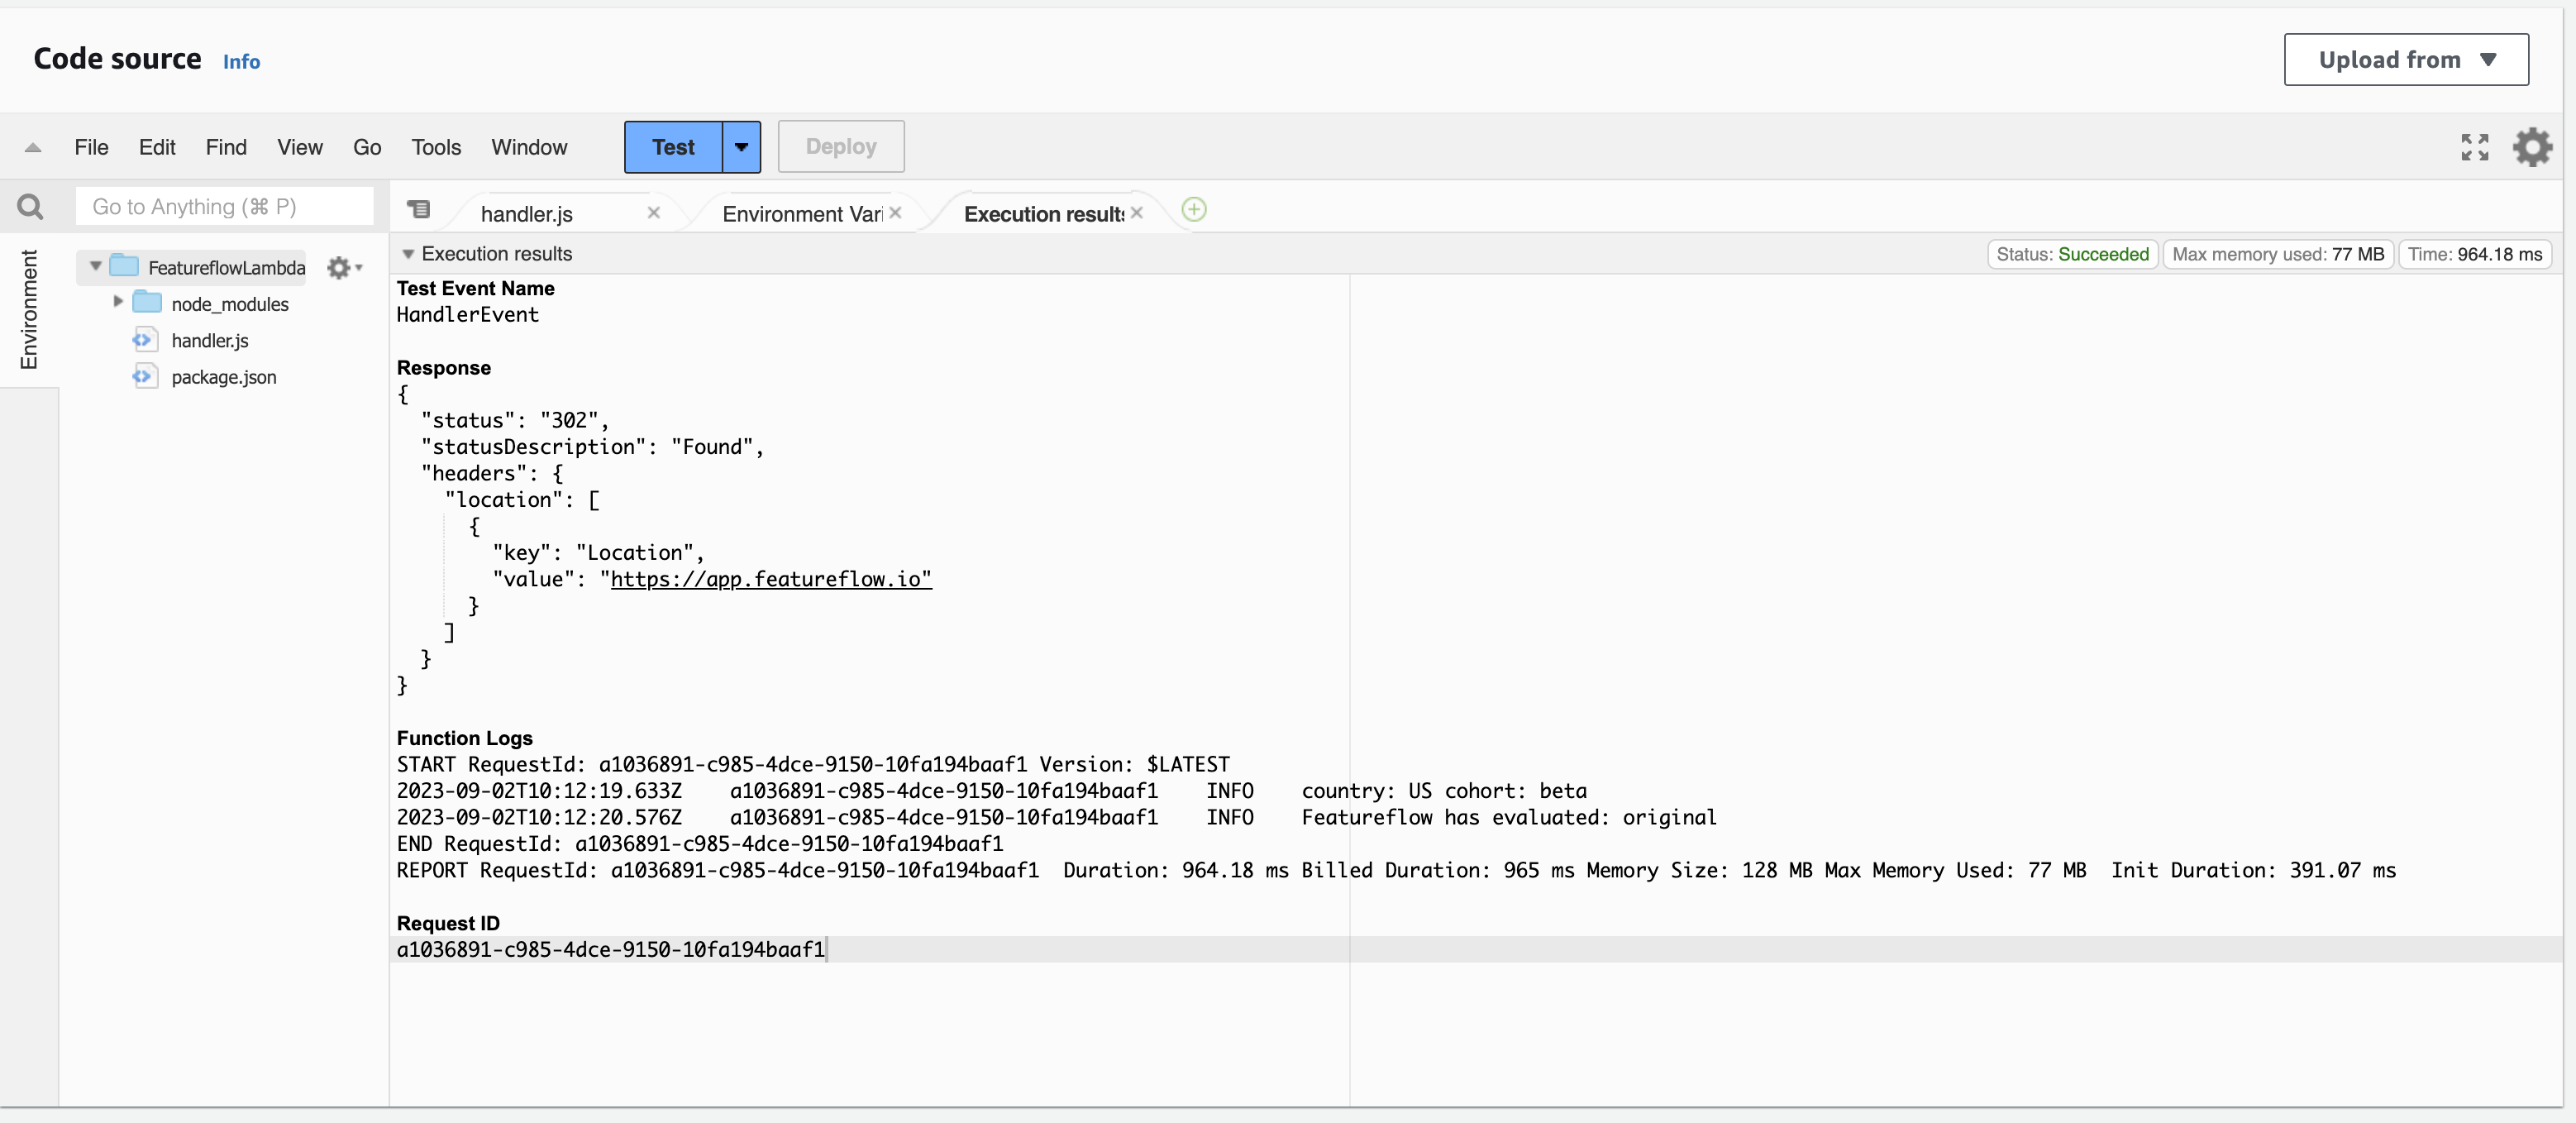 Code source Info
Upload from
File Edit Find View Go Tools Window Test Deploy
Go to Anything (⌘ P)
handler.js Environment Vari Execution results
Environment
FeatureflowLambda
node_modules
handler.js
package.json
Execution results
Status: Succeeded Max memory used: 77 MB Time: 964.18 ms
Test Event Name
HandlerEvent
Response
{
  "status": "302",
  "statusDescription": "Found",
  "headers": {
    "location": [
      {
        "key": "Location",
        "value": "https://app.featureflow.io"
      }
    ]
  }
}
Function Logs
START RequestId: a1036891-c985-4dce-9150-10fa194baaf1 Version: $LATEST
2023-09-02T10:12:19.633Z    a1036891-c985-4dce-9150-10fa194baaf1    INFO    country: US cohort: beta
2023-09-02T10:12:20.576Z    a1036891-c985-4dce-9150-10fa194baaf1    INFO    Featureflow has evaluated: original
END RequestId: a1036891-c985-4dce-9150-10fa194baaf1
REPORT RequestId: a1036891-c985-4dce-9150-10fa194baaf1  Duration: 964.18 ms Billed Duration: 965 ms Memory Size: 128 MB Max Memory Used: 77 MB  Init Duration: 391.07 ms
Request ID
a1036891-c985-4dce-9150-10fa194baaf1